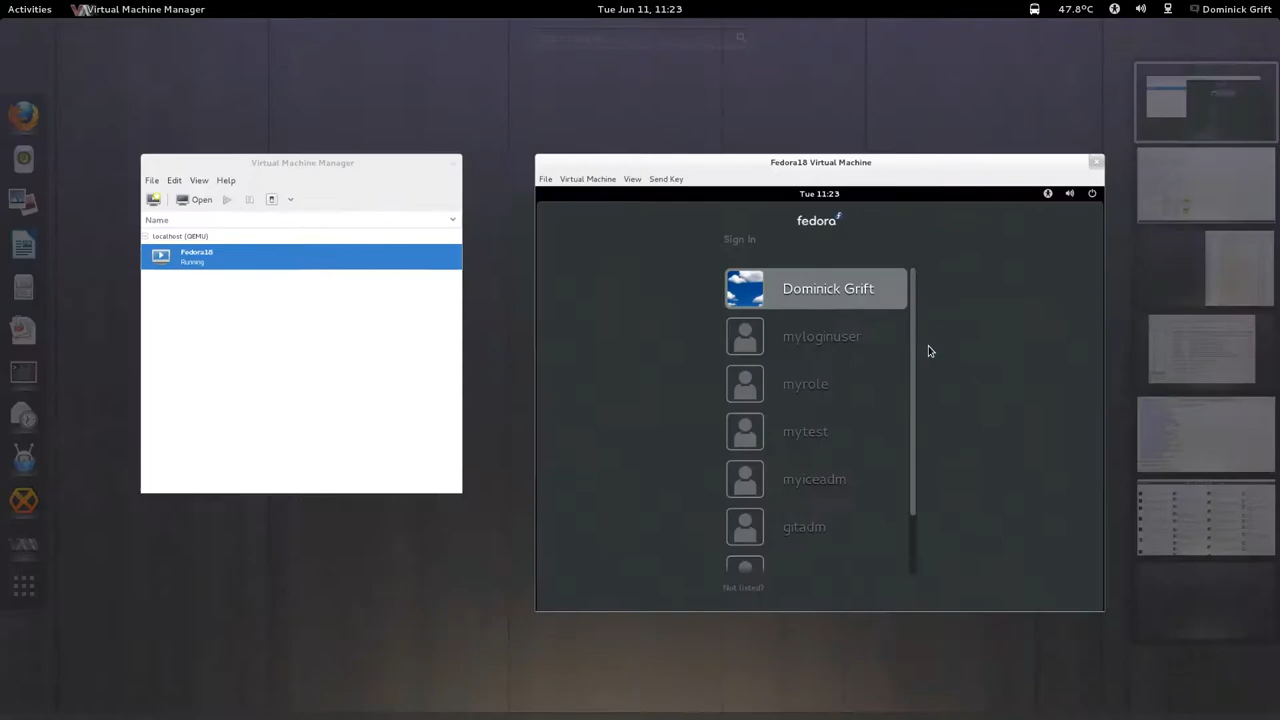 Activities Virtual Machine Manager Tue Jun 11, 11:23 47.8°C Dominick Grift
Virtual Machine Manager
File Edit View Help
Open
Name
localhost (QEMU)
Fedora18
Running
Fedora18 Virtual Machine
File Virtual Machine View Send Key
Tue 11:23
fedora
Sign In
Dominick Grift
myloginuser
myrole
mytest
myiceadm
gitadm
Not listed?